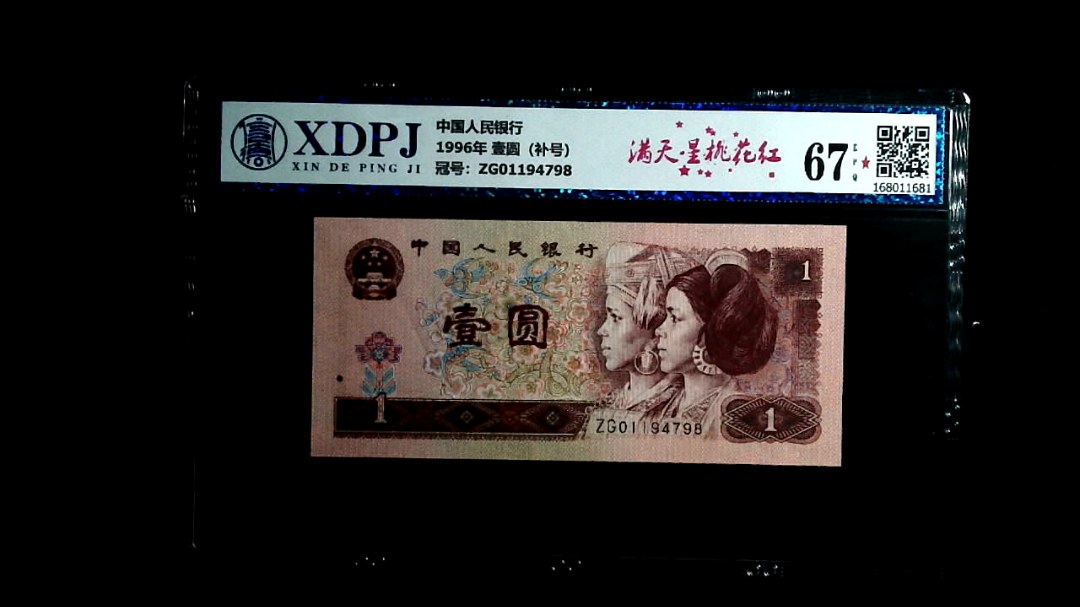 XDPJ
XIN DE PING JI
中国人民银行
1996年 壹圆（补号）
冠号：ZG01194798
满天星桃花红
67
EPQ
168011681
中国人民银行
1
壹圆
1
ZG01194798
1